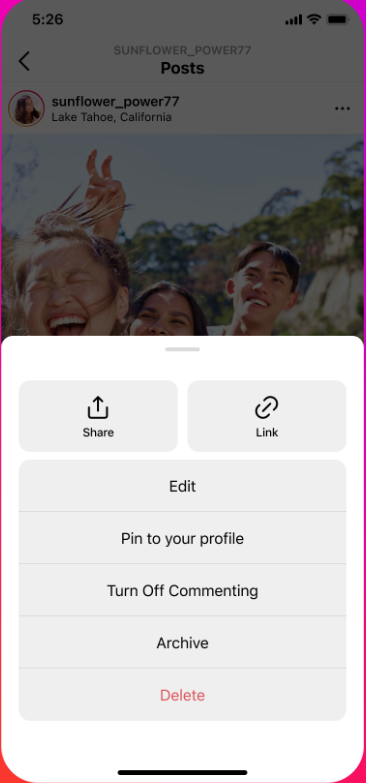 5:26
SUNFLOWER_POWER77
Posts
sunflower_power77
Lake Tahoe, California
Share
Link
Edit
Pin to your profile
Turn Off Commenting
Archive
Delete